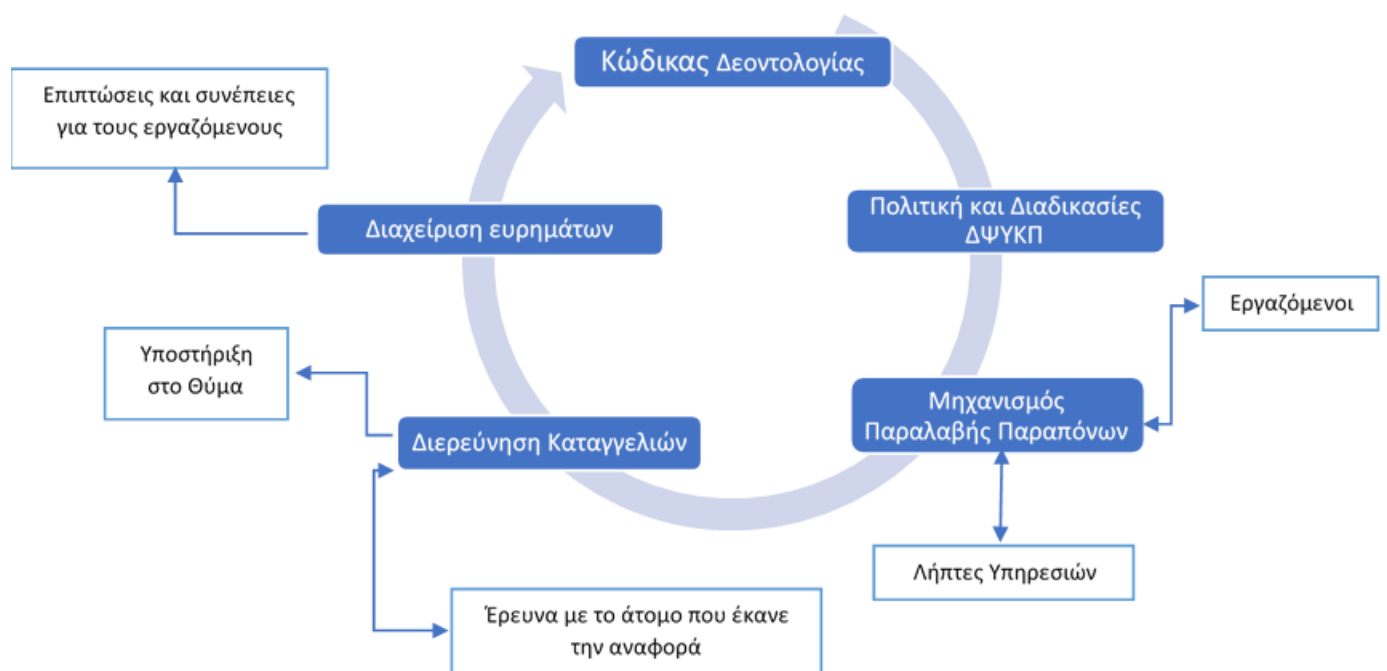 Κώδικας Δεοντολογίας
Επιπτώσεις και συνέπειες
για τους εργαζόμενους
Πολιτική και Διαδικασίες
ΔΨΥΚΠ
Διαχείριση ευρημάτων
Εργαζόμενοι
Υποστήριξη
στο Θύμα
Μηχανισμός
Παραλαβής Παραπόνων
Διερεύνηση Καταγγελιών
Λήπτες Υπηρεσιών
Έρευνα με το άτομο που έκανε
την αναφορά